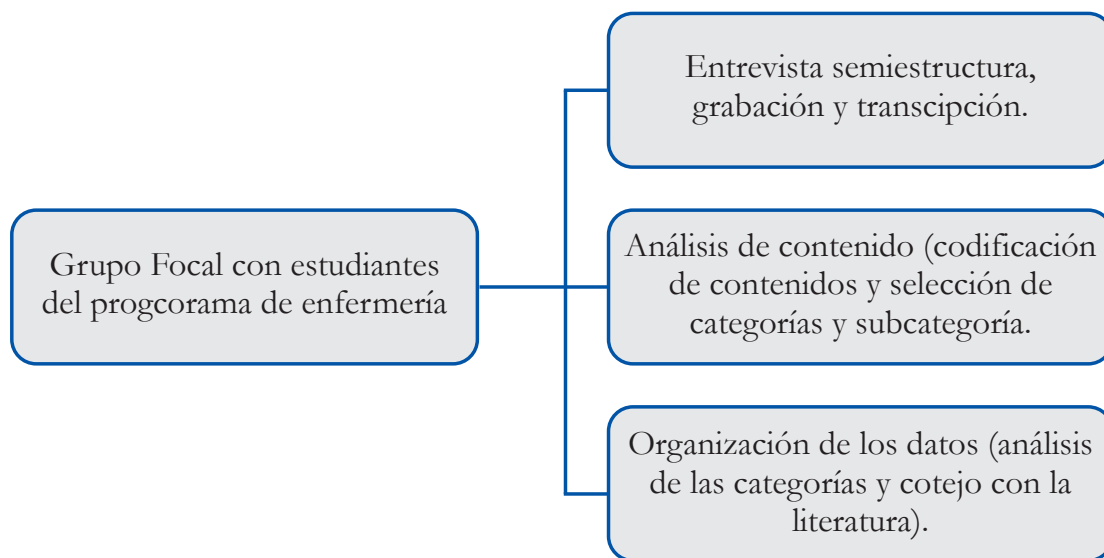 Entrevista semiestructura,
grabación y transcipción.
Grupo Focal con estudiantes
del progcorama de enfermería
Análisis de contenido (codificación
de contenidos y selección de
categorías y subcategoría.
Organización de los datos (análisis
de las categorías y cotejo con la
literatura).